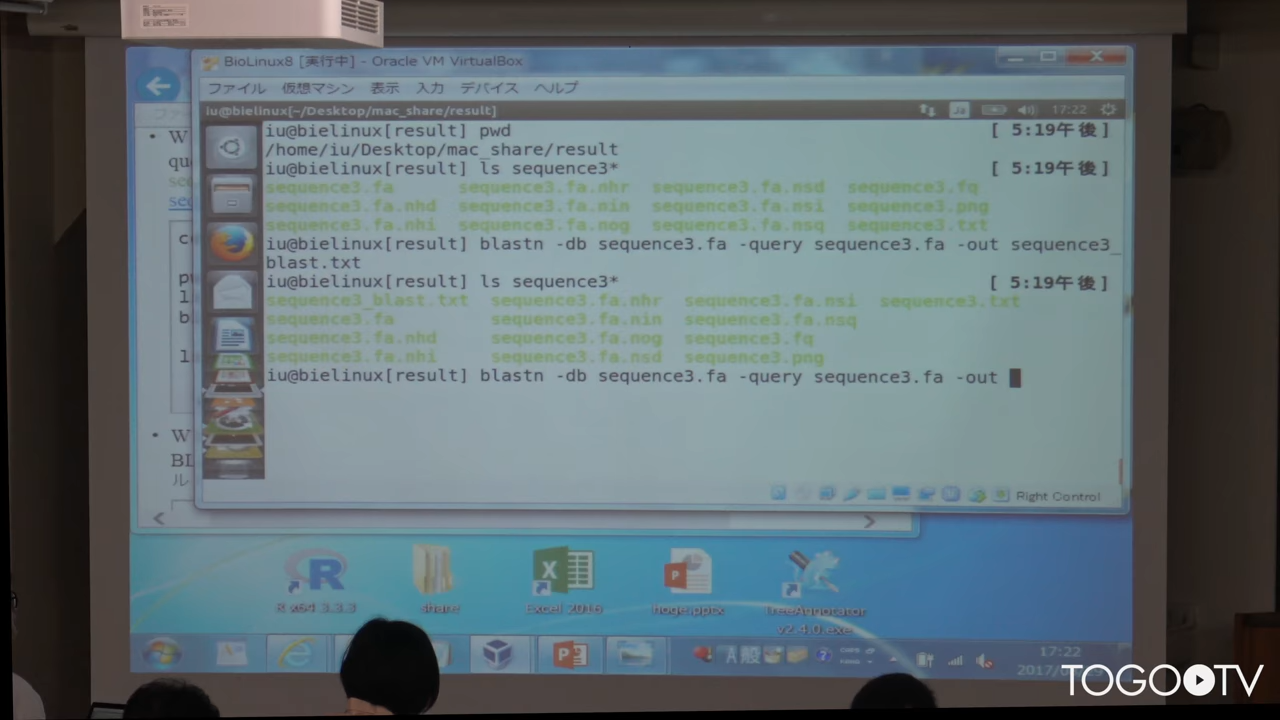 BioLinux8 [実行中] - Oracle VM VirtualBox
ファイル 仮想マシン 表示 入力 デバイス ヘルプ
iu@bielinux[~/Desktop/mac_share/result]
Ja
17:22
iu@bielinux[result] pwd [ 5:19午後]
/home/iu/Desktop/mac_share/result
iu@bielinux[result] ls sequence3* [ 5:19午後]
sequence3.fa sequence3.fa.nhr sequence3.fa.nsd sequence3.fq
sequence3.fa.nhd sequence3.fa.nin sequence3.fa.nsi sequence3.png
sequence3.fa.nhi sequence3.fa.nog sequence3.fa.nsq sequence3.txt
iu@bielinux[result] blastn -db sequence3.fa -query sequence3.fa -out sequence3_
blast.txt
iu@bielinux[result] ls sequence3* [ 5:19午後]
sequence3_blast.txt sequence3.fa.nhr sequence3.fa.nsi sequence3.txt
sequence3.fa sequence3.fa.nin sequence3.fa.nsq
sequence3.fa.nhd sequence3.fa.nog sequence3.fq
sequence3.fa.nhi sequence3.fa.nsd sequence3.png
iu@bielinux[result] blastn -db sequence3.fa -query sequence3.fa -out
Right Control
R x64 3.3.3
share
Excel 2016
hoge.pptx
TreeAnnotator
v2.4.0.exe
A 般
17:22
TOGO TV